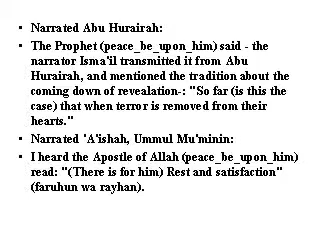 • Narrated Abu Hurairah:
• The Prophet (peace_be_upon_him) said - the
narrator Isma'il transmitted it from Abu
Hurairah, and mentioned the tradition about the
coming down of revealation-: "So far (is this the
case) that when terror is removed from their
hearts."
• Narrated 'A'ishah, Ummul Mu'minin:
• I heard the Apostle of Allah (peace_be_upon_him)
read: "(There is for him) Rest and satisfaction"
(faruhun wa rayhan).